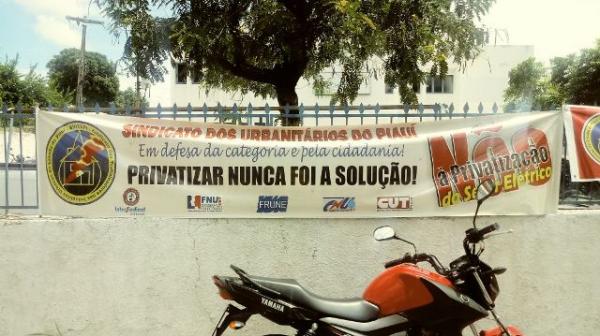 SINDICATO DOS URBANITÁRIOS DO PIAUÍ
Em defesa da categoria e pela cidadania!
PRIVATIZAR NUNCA FOI A SOLUÇÃO!
NÃO
à Privatização
do Setor Elétrico
FNU
FRUNE
CUT
YAMAHA